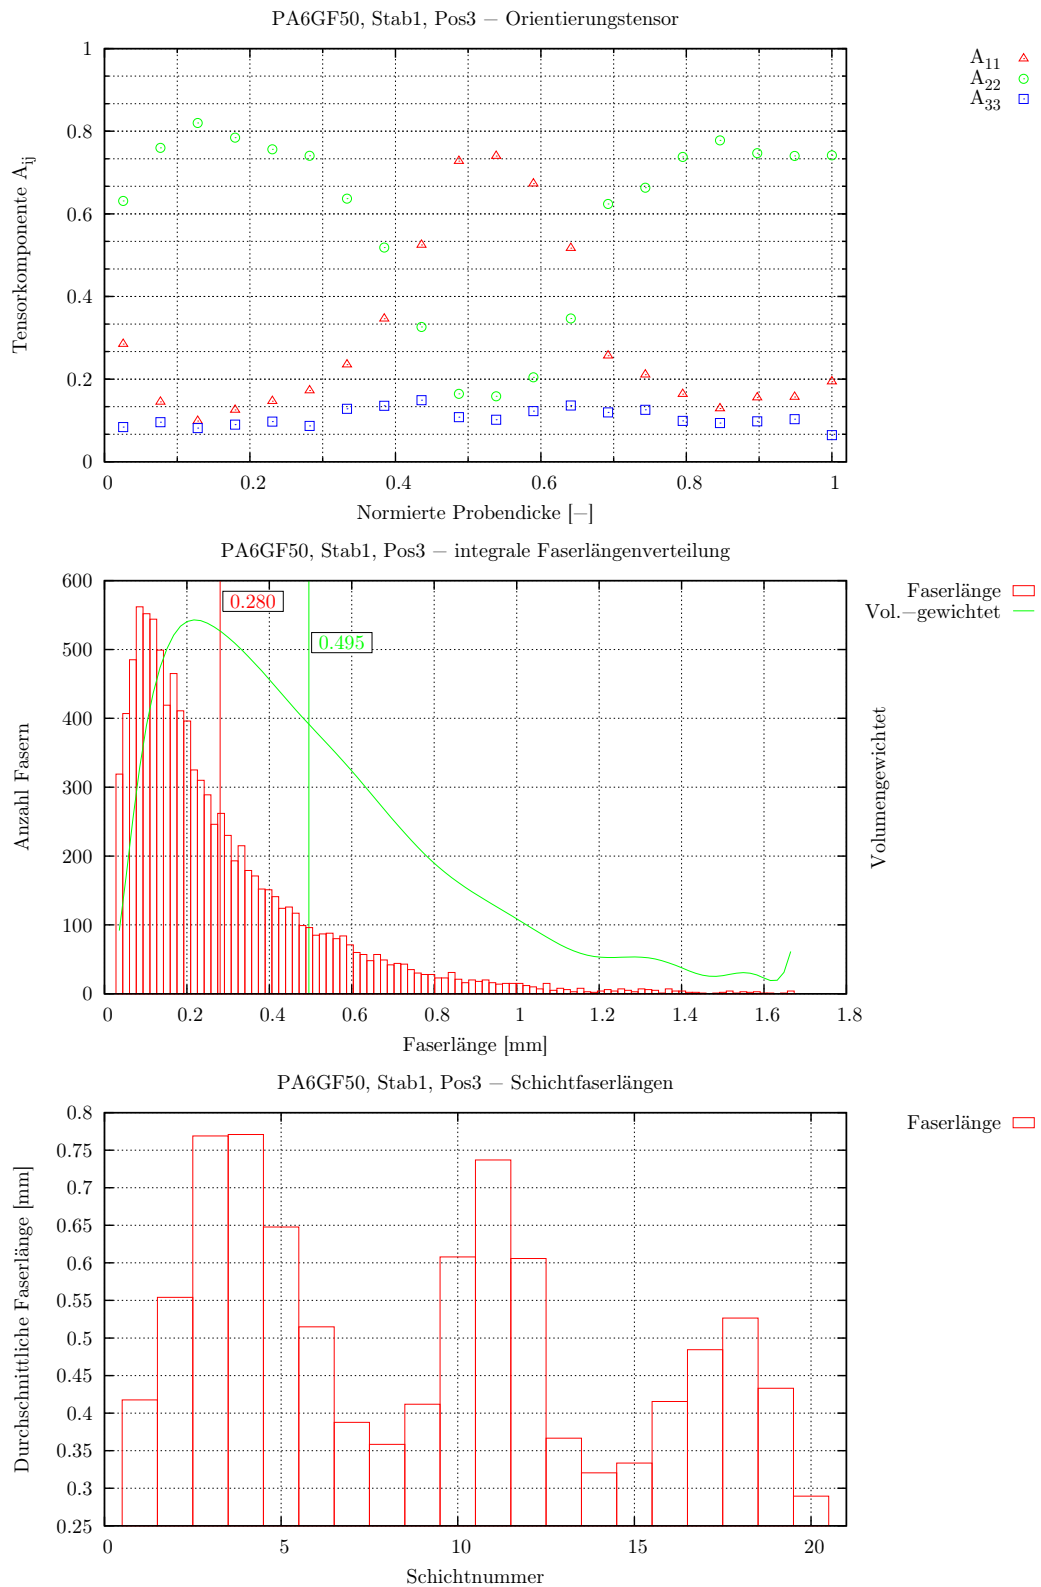 PA6GF50, Stab1, Pos3 − Orientierungstensor
A11
A22
A33
Tensorkomponente Aij
1
0.8
0.6
0.4
0.2
0
0 0.2 0.4 0.6 0.8 1
Normierte Probendicke [−]
PA6GF50, Stab1, Pos3 − integrale Faserlängenverteilung
Faserlänge
Vol.−gewichtet
0.280
0.495
Anzahl Fasern
Volumengewichtet
600
500
400
300
200
100
0
0 0.2 0.4 0.6 0.8 1 1.2 1.4 1.6 1.8
Faserlänge [mm]
PA6GF50, Stab1, Pos3 − Schichtfaserlängen
Faserlänge
Durchschnittliche Faserlänge [mm]
0.8
0.75
0.7
0.65
0.6
0.55
0.5
0.45
0.4
0.35
0.3
0.25
0 5 10 15 20
Schichtnummer